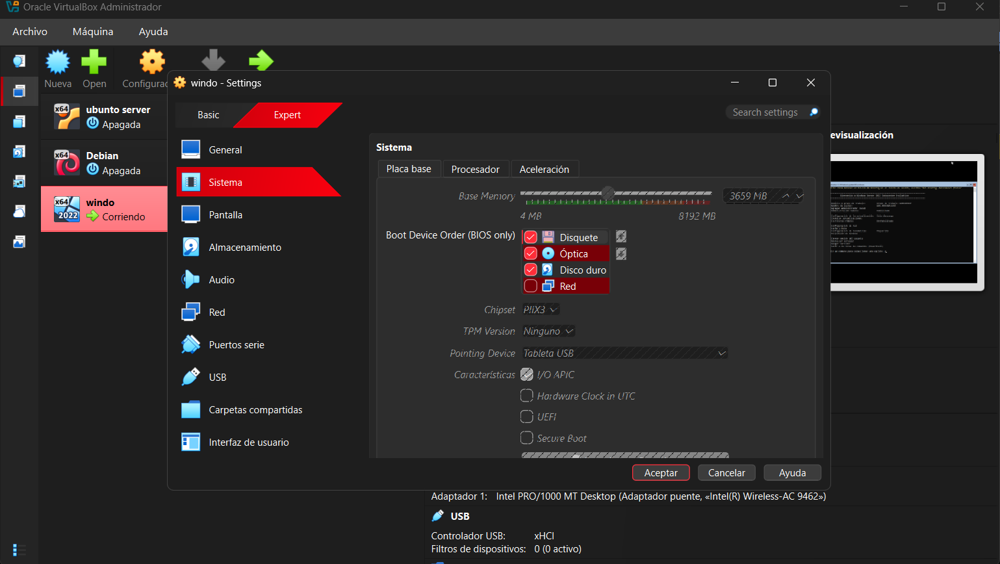 Oracle VirtualBox Administrador
Archivo Máquina Ayuda
Nueva Open Configurac
x64 ubunto server
Apagada
x64 Debian
Apagada
x64 2022 windo
Corriendo
windo - Settings
Basic Expert
Search settings
General
Sistema
Pantalla
Almacenamiento
Audio
Red
Puertos serie
USB
Carpetas compartidas
Interfaz de usuario
Sistema
Placa base Procesador Aceleración
Base Memory 3659 MB
4 MB 8192 MB
Boot Device Order (BIOS only) Disquete
Óptica
Disco duro
Red
Chipset PIIX3
TPM Version Ninguno
Pointing Device Tableta USB
Características I/O APIC
Hardware Clock in UTC
UEFI
Secure Boot
Aceptar Cancelar Ayuda
evisualización
Adaptador 1: Intel PRO/1000 MT Desktop (Adaptador puente, «Intel(R) Wireless-AC 9462»)
USB
Controlador USB: xHCI
Filtros de dispositivos: 0 (0 activo)